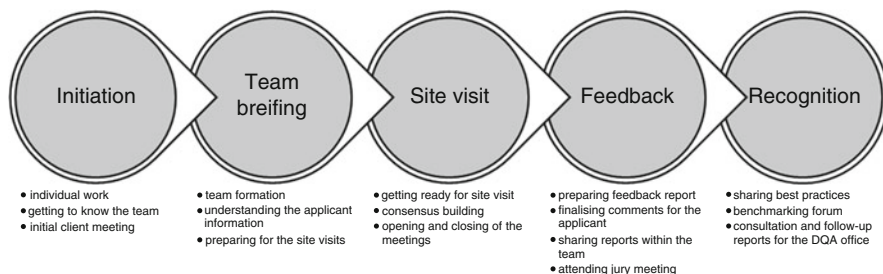 Initiation
Team
breifing
Site visit
Feedback
Recognition
• individual work
• getting to know the team
• initial client meeting
• team formation
• understanding the applicant
information
• preparing for the site visits
• getting ready for site visit
• consensus building
• opening and closing of the
meetings
• preparing feedback report
• finalising comments for the
applicant
• sharing reports within the
team
• attending jury meeting
• sharing best practices
• benchmarking forum
• consultation and follow-up
reports for the DQA office